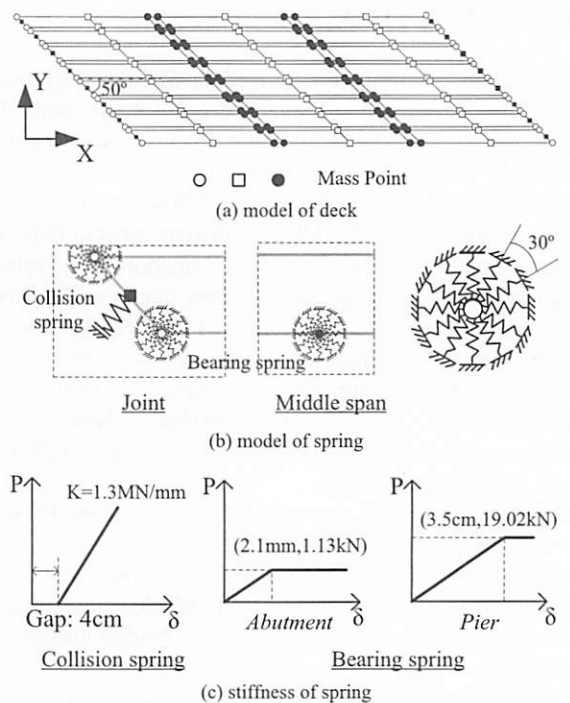 50°
Y
X
Mass Point
(a) model of deck
30°
Collision
spring
Bearing spring
Joint
Middle span
(b) model of spring
P
K=1.3MN/mm
Gap: 4cm
δ
Collision spring
P
(2.1mm,1.13kN)
Abutment
δ
P
(3.5cm,19.02kN)
Pier
δ
Bearing spring
(c) stiffness of spring